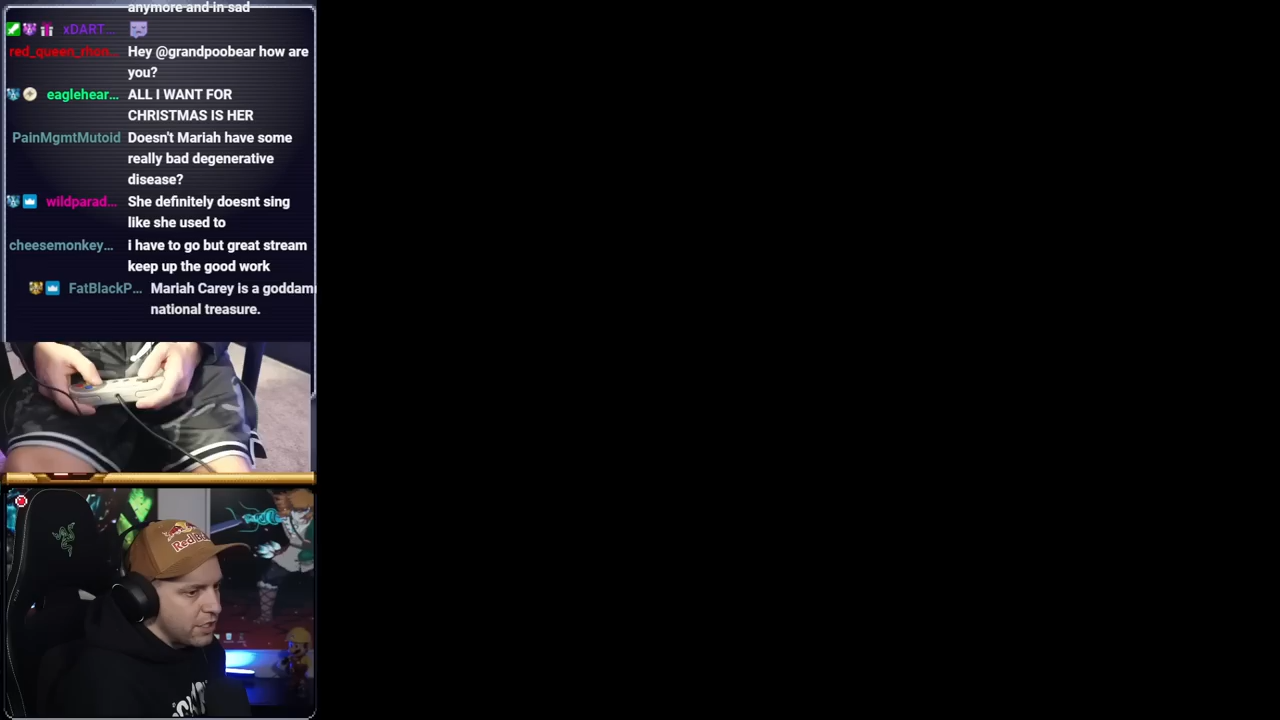 anymore and in sad
xDART...
red_queen_rhon... Hey @grandpoobear how are
you?
eaglehear... ALL I WANT FOR
CHRISTMAS IS HER
PainMgmtMutoid Doesn't Mariah have some
really bad degenerative
disease?
wildparad... She definitely doesnt sing
like she used to
cheesemonkey... i have to go but great stream
keep up the good work
FatBlackP... Mariah Carey is a goddam
national treasure.
Red